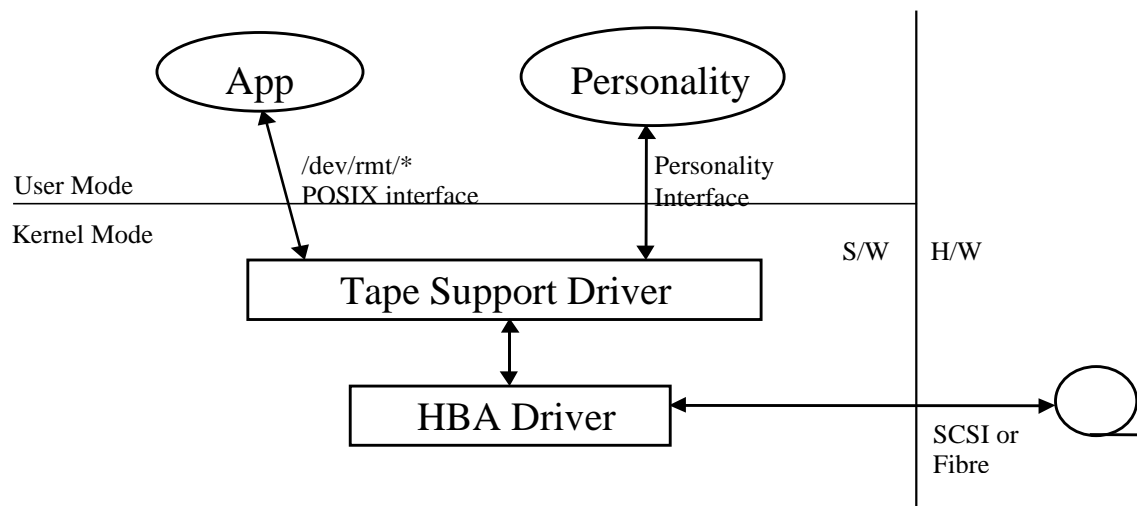 App
Personality
/dev/rmt/*
POSIX interface
Personality
Interface
User Mode
Kernel Mode
S/W
H/W
Tape Support Driver
HBA Driver
SCSI or
Fibre